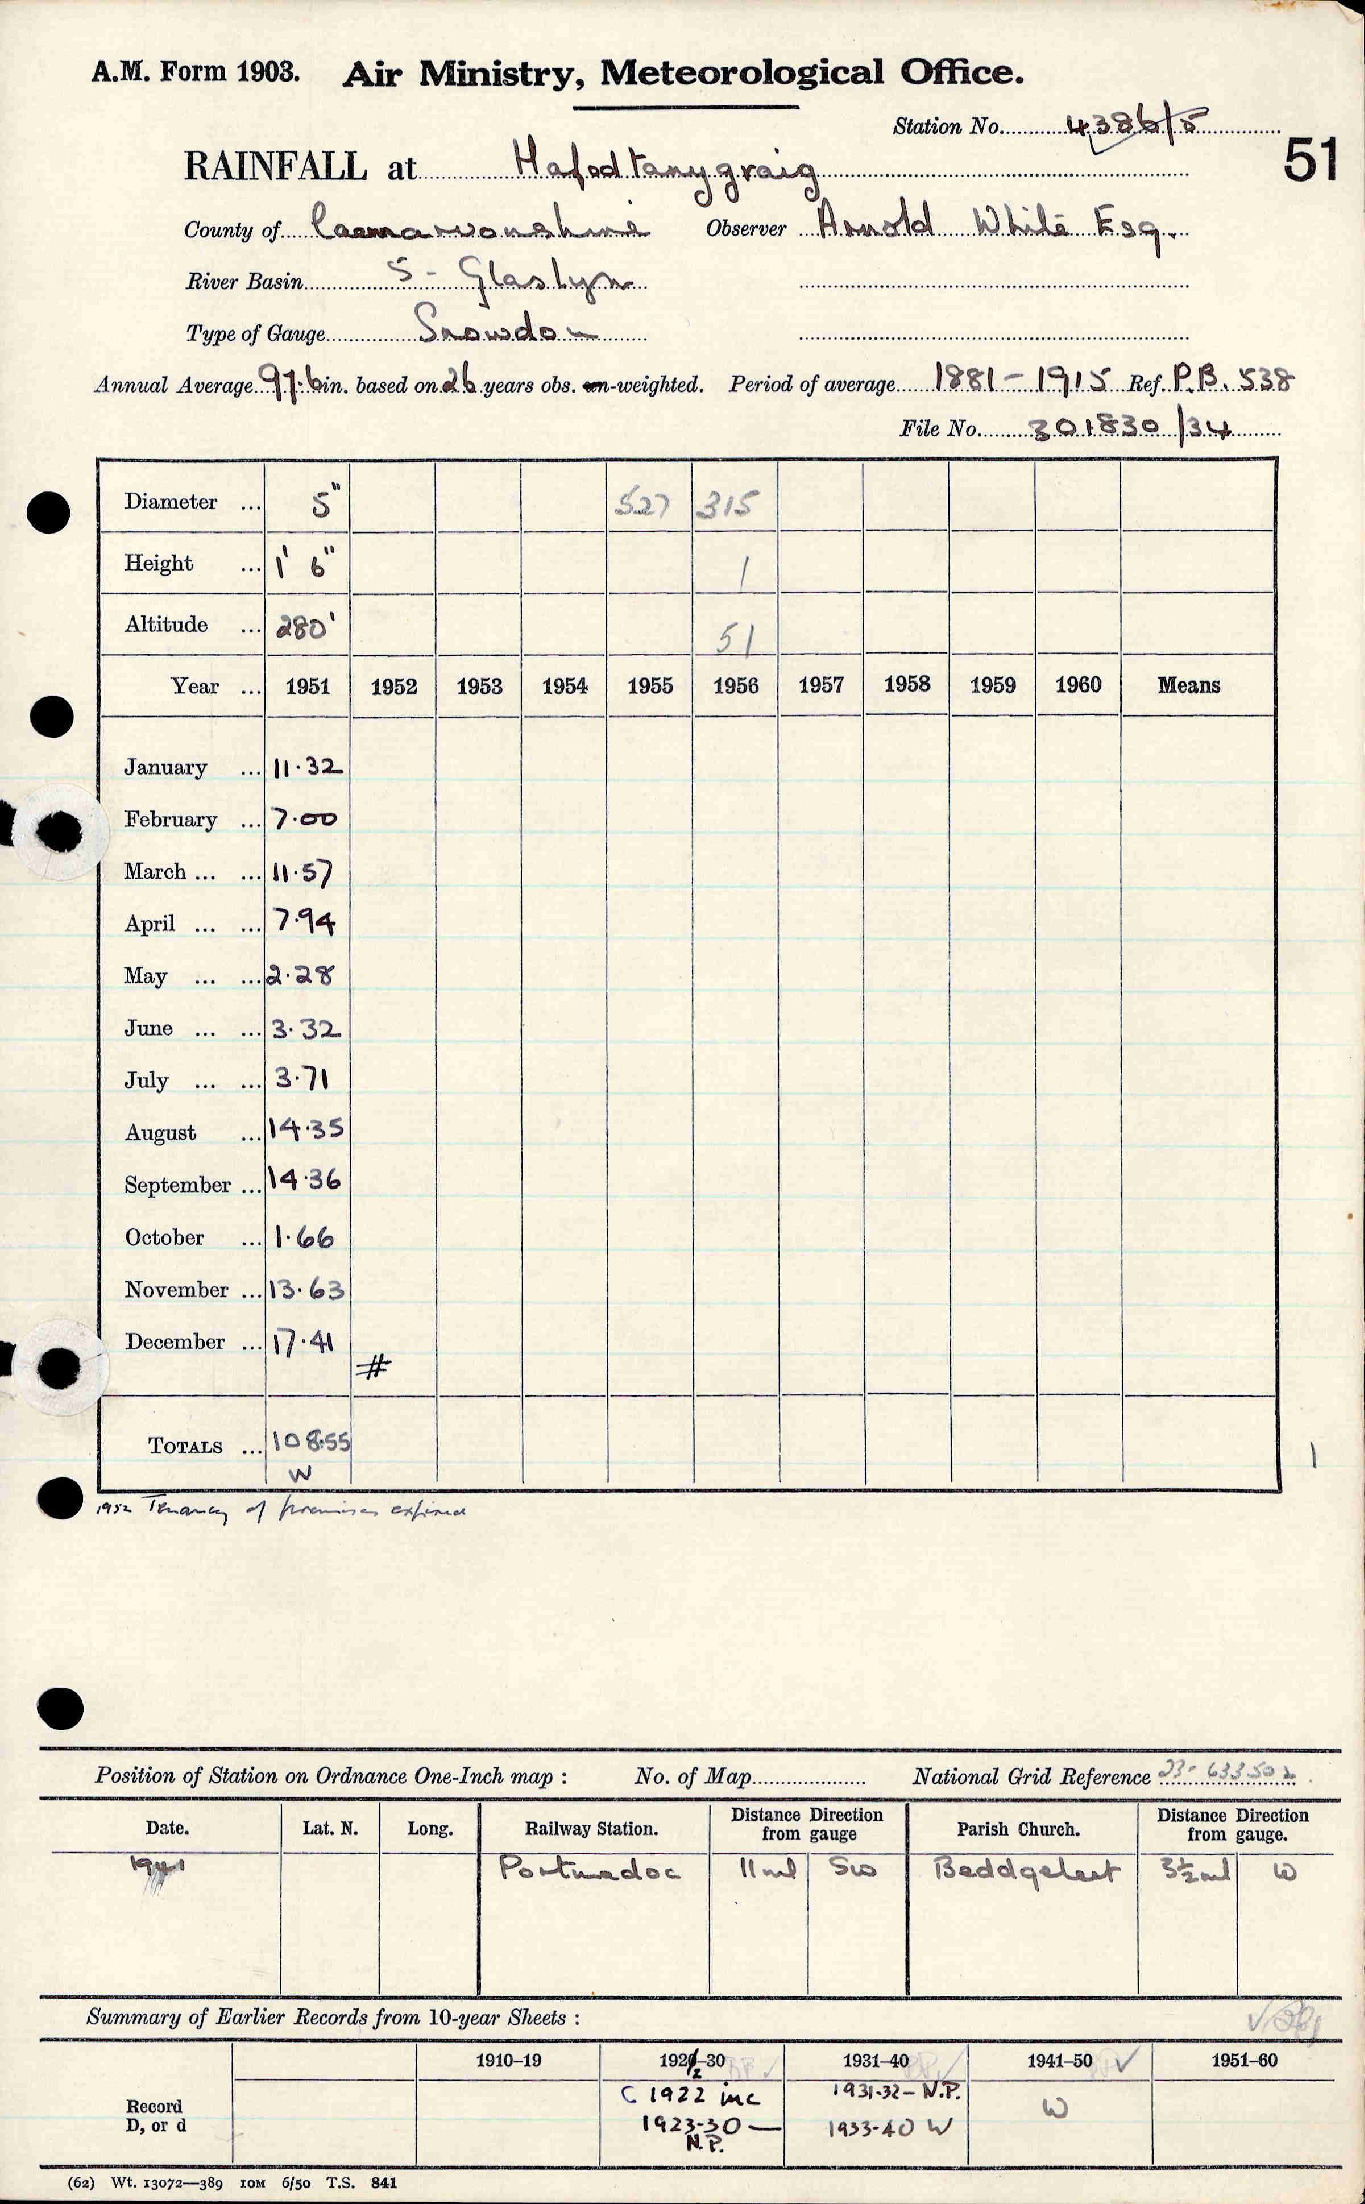 A.M. Form 1903. Air Ministry, Meteorological Office.
Station No. 4386/5
51
RAINFALL at Hafodtanygraig
County of Caernarvonshire Observer Arnold White Esq.
River Basin 5 - Glaslyn
Type of Gauge Snowdon
Annual Average 97.6 in. based on 26 years obs. un-weighted. Period of average 1881-1915 Ref. P.B. 538
File No. 301830/34
Diameter ... 5" 527 315
Height ... 1' 6" 1
Altitude ... 280' 51
Year ... 1951 1952 1953 1954 1955 1956 1957 1958 1959 1960 Means
January ... 11.32
February ... 7.00
March ... ... 11.57
April ... ... 7.94
May ... ... 2.28
June ... ... 3.32
July ... ... 3.71
August ... 14.35
September ... 14.36
October ... 1.66
November ... 13.63
December ... 17.41
#
TOTALS ... 108.55
W
1952 Tenancy of premises expired
Position of Station on Ordnance One-Inch map : No. of Map National Grid Reference 23- 633502
Date. Lat. N. Long. Railway Station. Distance Direction from gauge Parish Church. Distance Direction from gauge.
1941 Portmadoc 11 ml SW Beddgelert 3½ ml W
Summary of Earlier Records from 10-year Sheets :
1910-19 1922-30 1931-40 1941-50 1951-60
Record D, or d
C 1922 inc 1931-32 - N.P. W
1923-30 — 1933-40 W
N.P.
(62) Wt. 13072—389 10M 6/50 T.S. 841